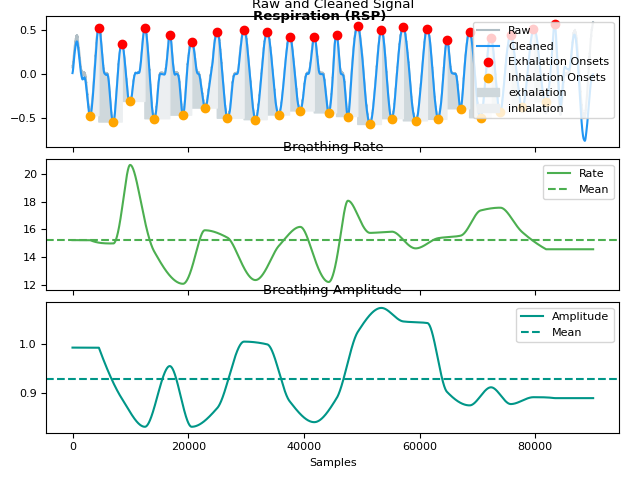 Raw and Cleaned Signal
Respiration (RSP)
Raw
Cleaned
Exhalation Onsets
Inhalation Onsets
exhalation
inhalation
0.5
0.0
−0.5
Breathing Rate
Rate
Mean
20
18
16
14
12
Breathing Amplitude
Amplitude
Mean
1.0
0.9
0 20000 40000 60000 80000
Samples